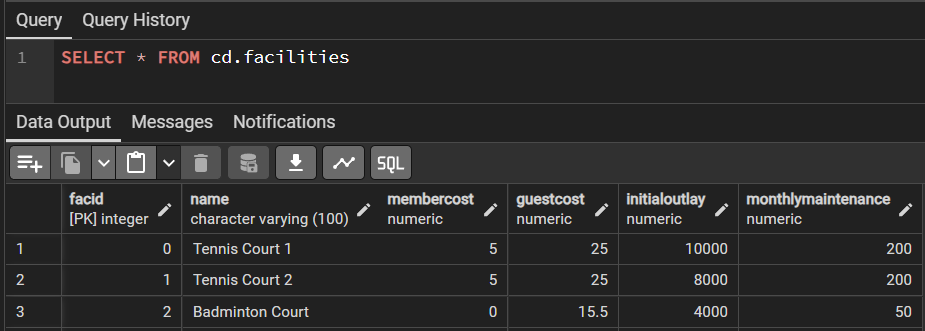 Query Query History
1 SELECT * FROM cd.facilities
Data Output Messages Notifications
SQL
facid name membercost guestcost initialoutlay monthlymaintenance
[PK] integer character varying (100) numeric numeric numeric numeric
1 0 Tennis Court 1 5 25 10000 200
2 1 Tennis Court 2 5 25 8000 200
3 2 Badminton Court 0 15.5 4000 50